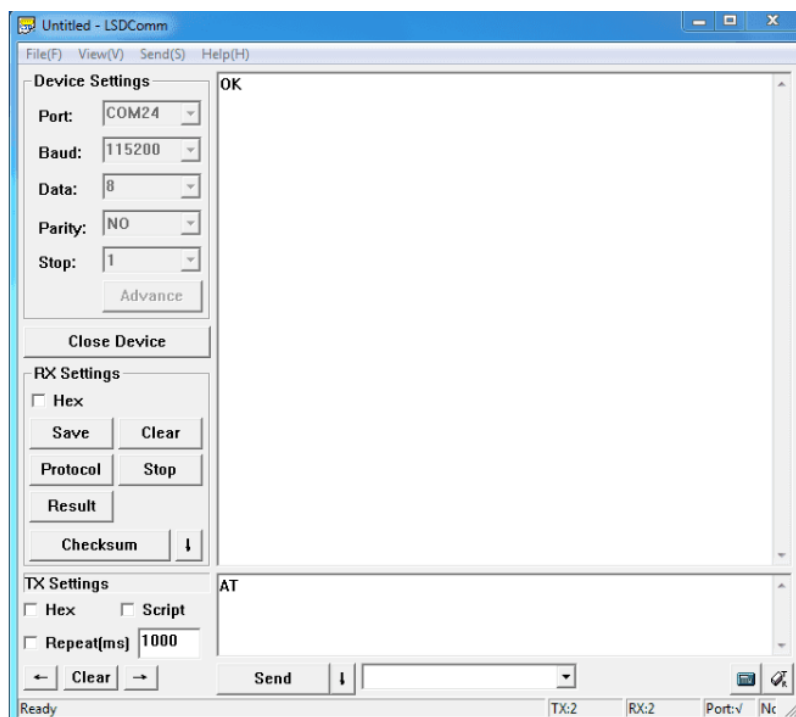 Untitled - LSDComm
File(F) View(V) Send(S) Help(H)
Device Settings
Port: COM24
Baud: 115200
Data: 8
Parity: NO
Stop: 1
Advance
Close Device
RX Settings
Hex
Save Clear
Protocol Stop
Result
Checksum
OK
TX Settings
Hex Script
Repeat(ms) 1000
← Clear →
AT
Send
Ready TX:2 RX:2 Port:√ Nc